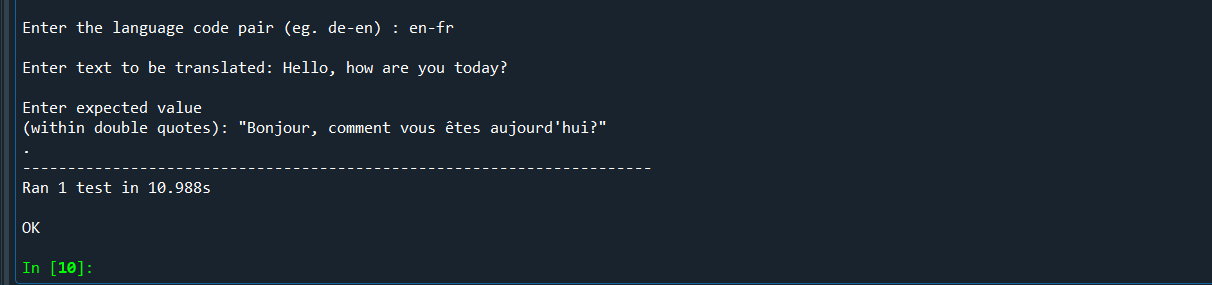 Enter the language code pair (eg. de-en) : en-fr
Enter text to be translated: Hello, how are you today?
Enter expected value
(within double quotes): "Bonjour, comment vous êtes aujourd'hui?"
.
----------------------------------------------------------------------
Ran 1 test in 10.988s
OK
In [10]: